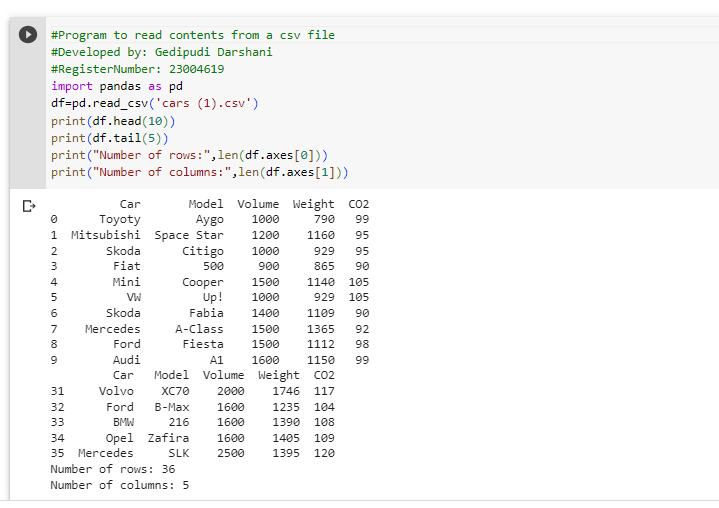 #Program to read contents from a csv file
#Developed by: Gedipudi Darshani
#RegisterNumber: 23004619
import pandas as pd
df=pd.read_csv('cars (1).csv')
print(df.head(10))
print(df.tail(5))
print("Number of rows:",len(df.axes[0]))
print("Number of columns:",len(df.axes[1]))
Car Model Volume Weight CO2
0 Toyoty Aygo 1000 790 99
1 Mitsubishi Space Star 1200 1160 95
2 Skoda Citigo 1000 929 95
3 Fiat 500 900 865 90
4 Mini Cooper 1500 1140 105
5 VW Up! 1000 929 105
6 Skoda Fabia 1400 1109 90
7 Mercedes A-Class 1500 1365 92
8 Ford Fiesta 1500 1112 98
9 Audi A1 1600 1150 99
Car Model Volume Weight CO2
31 Volvo XC70 2000 1746 117
32 Ford B-Max 1600 1235 104
33 BMW 216 1600 1390 108
34 Opel Zafira 1600 1405 109
35 Mercedes SLK 2500 1395 120
Number of rows: 36
Number of columns: 5